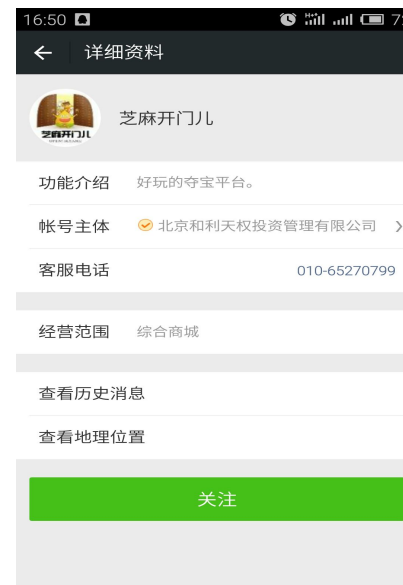 16:50
详细资料
芝麻开门儿
芝麻开门儿
功能介绍 好玩的夺宝平台。
帐号主体 北京和利天权投资管理有限公司
客服电话 010-65270799
经营范围 综合商城
查看历史消息
查看地理位置
关注